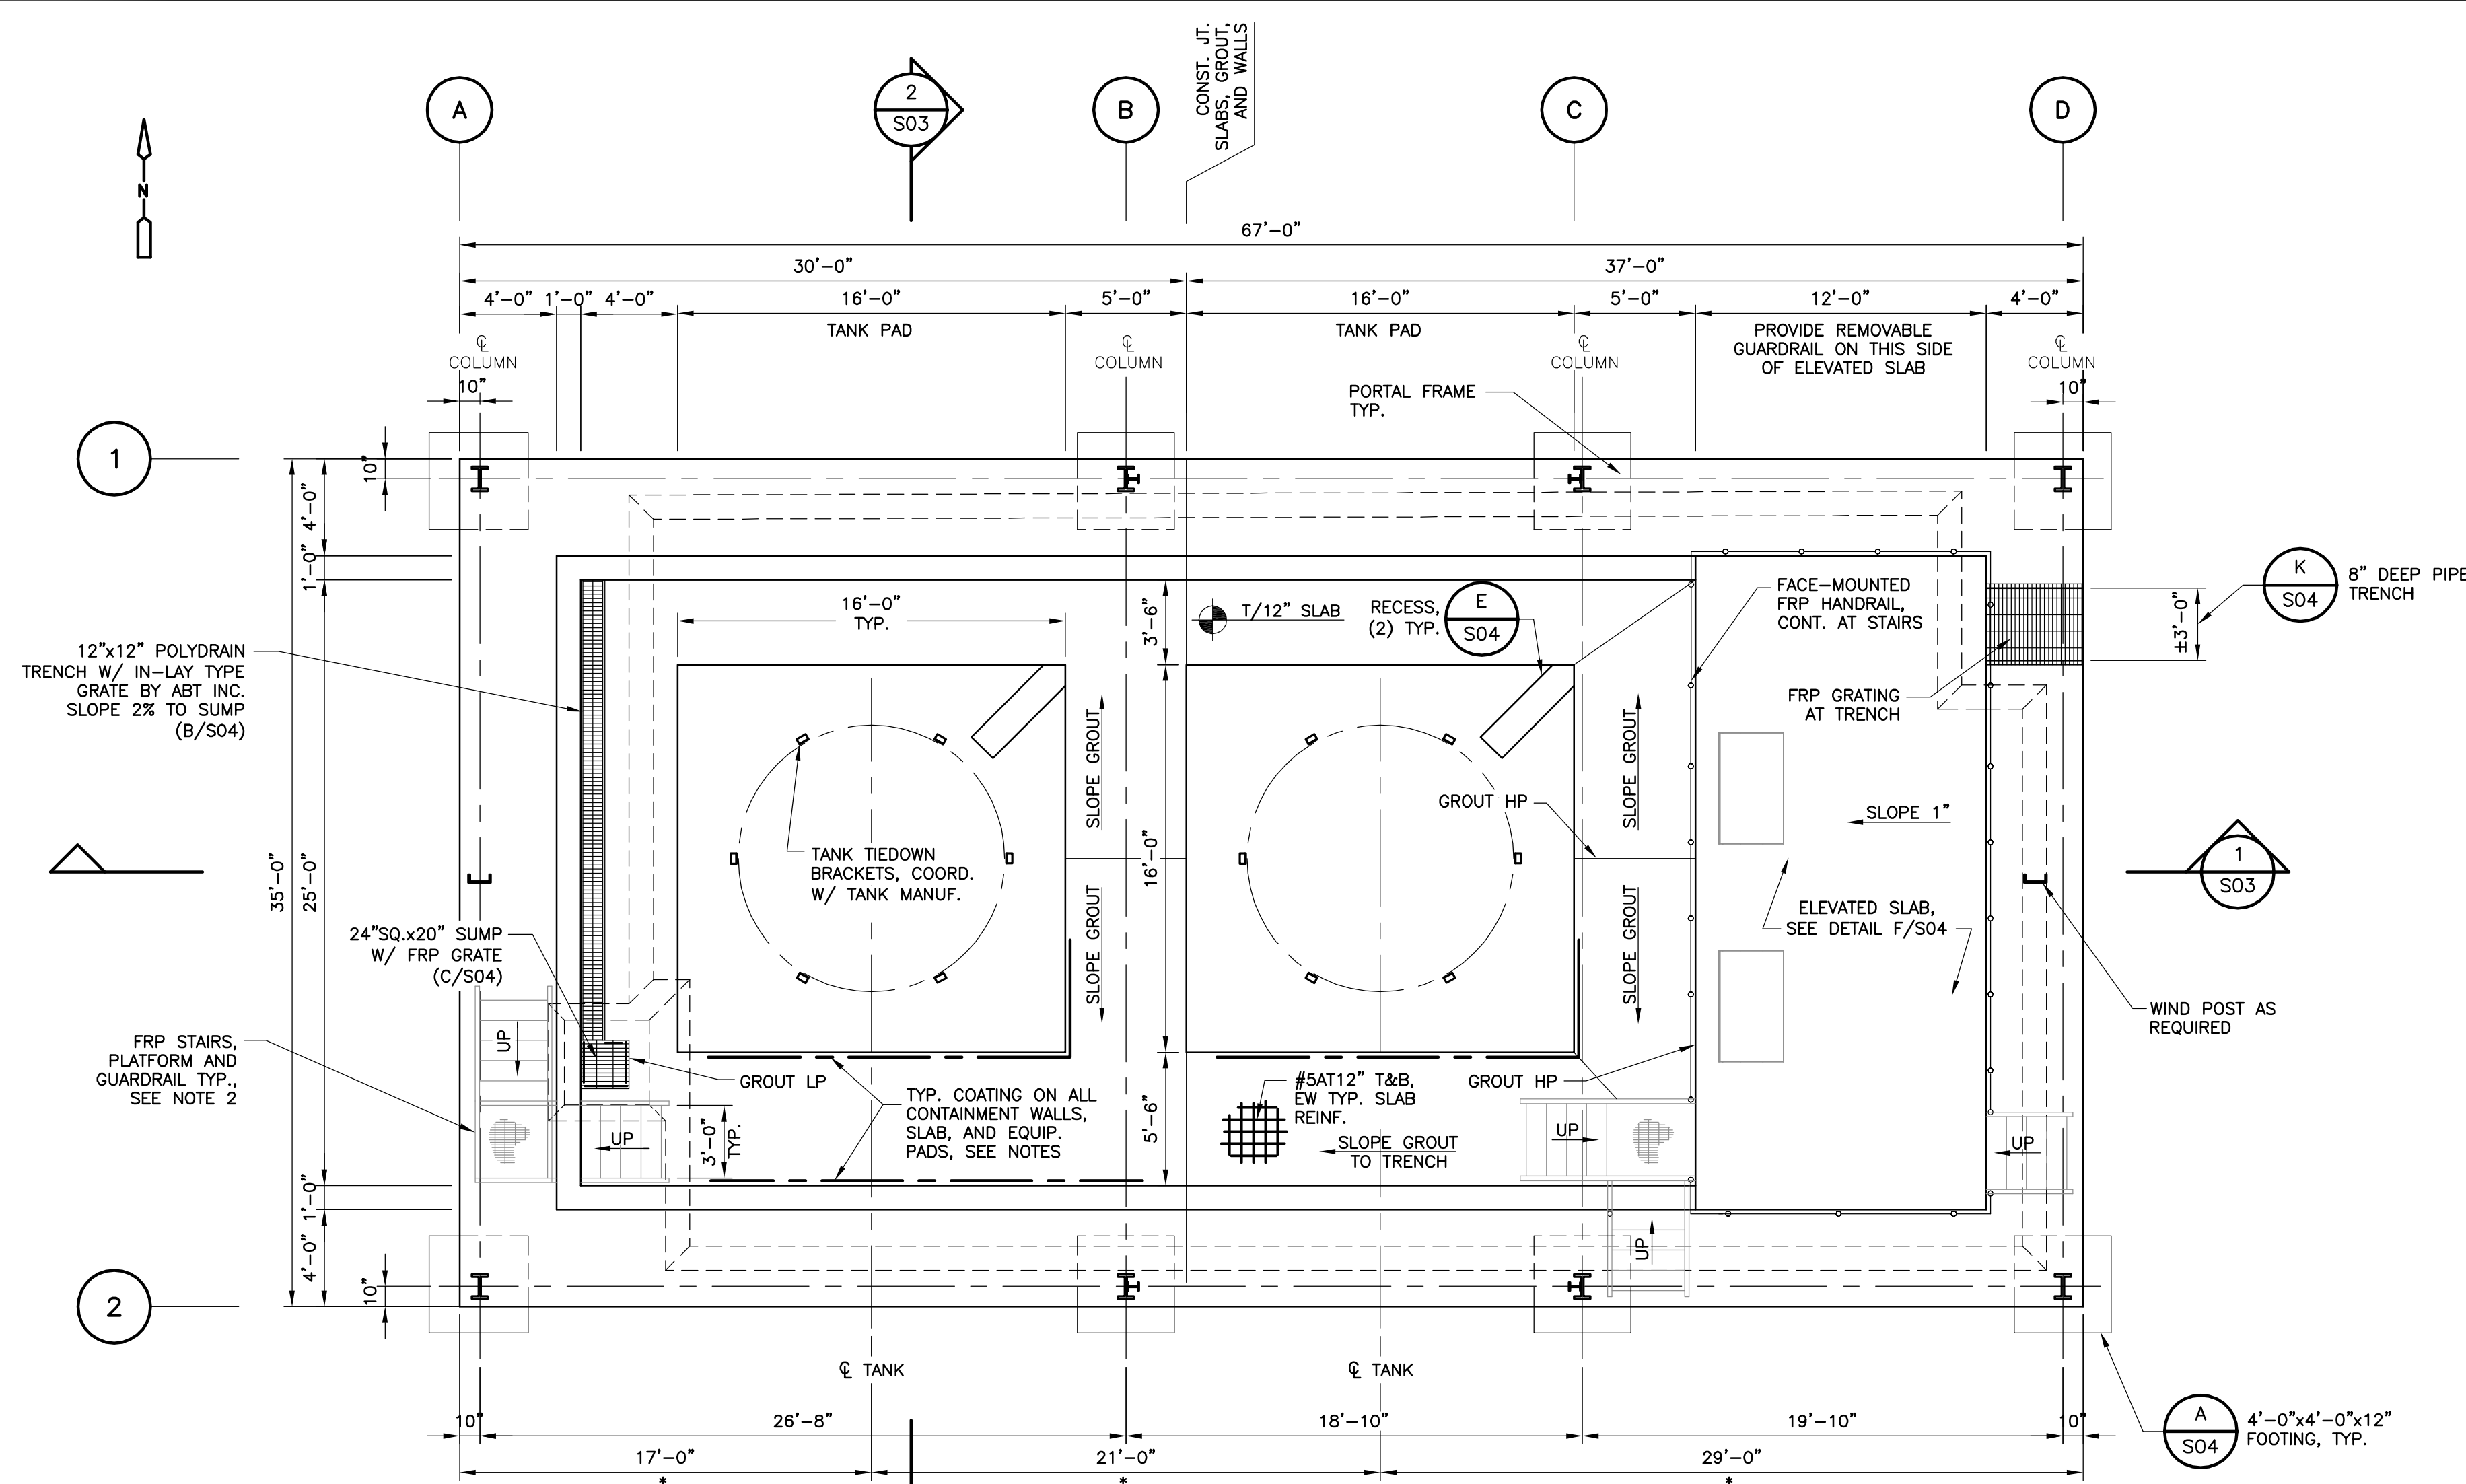 CONST. JT.
SLABS, GROUT,
AND WALLS
A
2
S03
B
C
D
N
67'-0"
30'-0"
37'-0"
4'-0"
1'-0"
4'-0"
16'-0"
5'-0"
16'-0"
5'-0"
12'-0"
4'-0"
TANK PAD
TANK PAD
PROVIDE REMOVABLE
GUARDRAIL ON THIS SIDE
OF ELEVATED SLAB
℄
COLUMN
℄
COLUMN
℄
COLUMN
℄
COLUMN
10"
10"
PORTAL FRAME
TYP.
1
10"
4'-0"
1'-0"
35'-0"
25'-0"
1'-0"
4'-0"
10"
2
16'-0"
TYP.
3'-6"
T/12" SLAB
RECESS,
(2) TYP.
E
S04
FACE-MOUNTED
FRP HANDRAIL,
CONT. AT STAIRS
K
S04
8" DEEP PIPE
TRENCH
±3'-0"
12"x12" POLYDRAIN
TRENCH W/ IN-LAY TYPE
GRATE BY ABT INC.
SLOPE 2% TO SUMP
(B/S04)
FRP GRATING
AT TRENCH
SLOPE GROUT
SLOPE GROUT
GROUT HP
SLOPE 1"
TANK TIEDOWN
BRACKETS, COORD.
W/ TANK MANUF.
16'-0"
1
S03
24"SQ.x20" SUMP
W/ FRP GRATE
(C/S04)
SLOPE GROUT
SLOPE GROUT
ELEVATED SLAB,
SEE DETAIL F/S04
WIND POST AS
REQUIRED
FRP STAIRS,
PLATFORM AND
GUARDRAIL TYP.,
SEE NOTE 2
UP
GROUT LP
TYP. COATING ON ALL
CONTAINMENT WALLS,
SLAB, AND EQUIP.
PADS, SEE NOTES
#5AT12" T&B,
EW TYP. SLAB
REINF.
GROUT HP
UP
3'-0"
TYP.
5'-6"
SLOPE GROUT
TO TRENCH
UP
UP
UP
℄ TANK
℄ TANK
10"
26'-8"
18'-10"
19'-10"
10"
A
S04
4'-0"x4'-0"x12"
FOOTING, TYP.
17'-0"
21'-0"
29'-0"
*
*
*